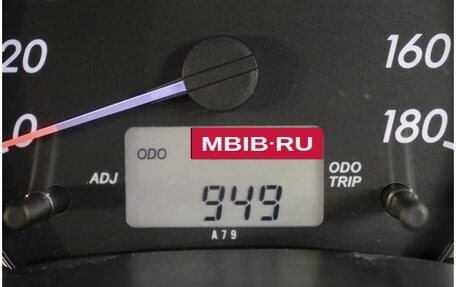 20
160
0
180
MBIB·RU
ODO
ADJ
ODO
TRIP
949
A79